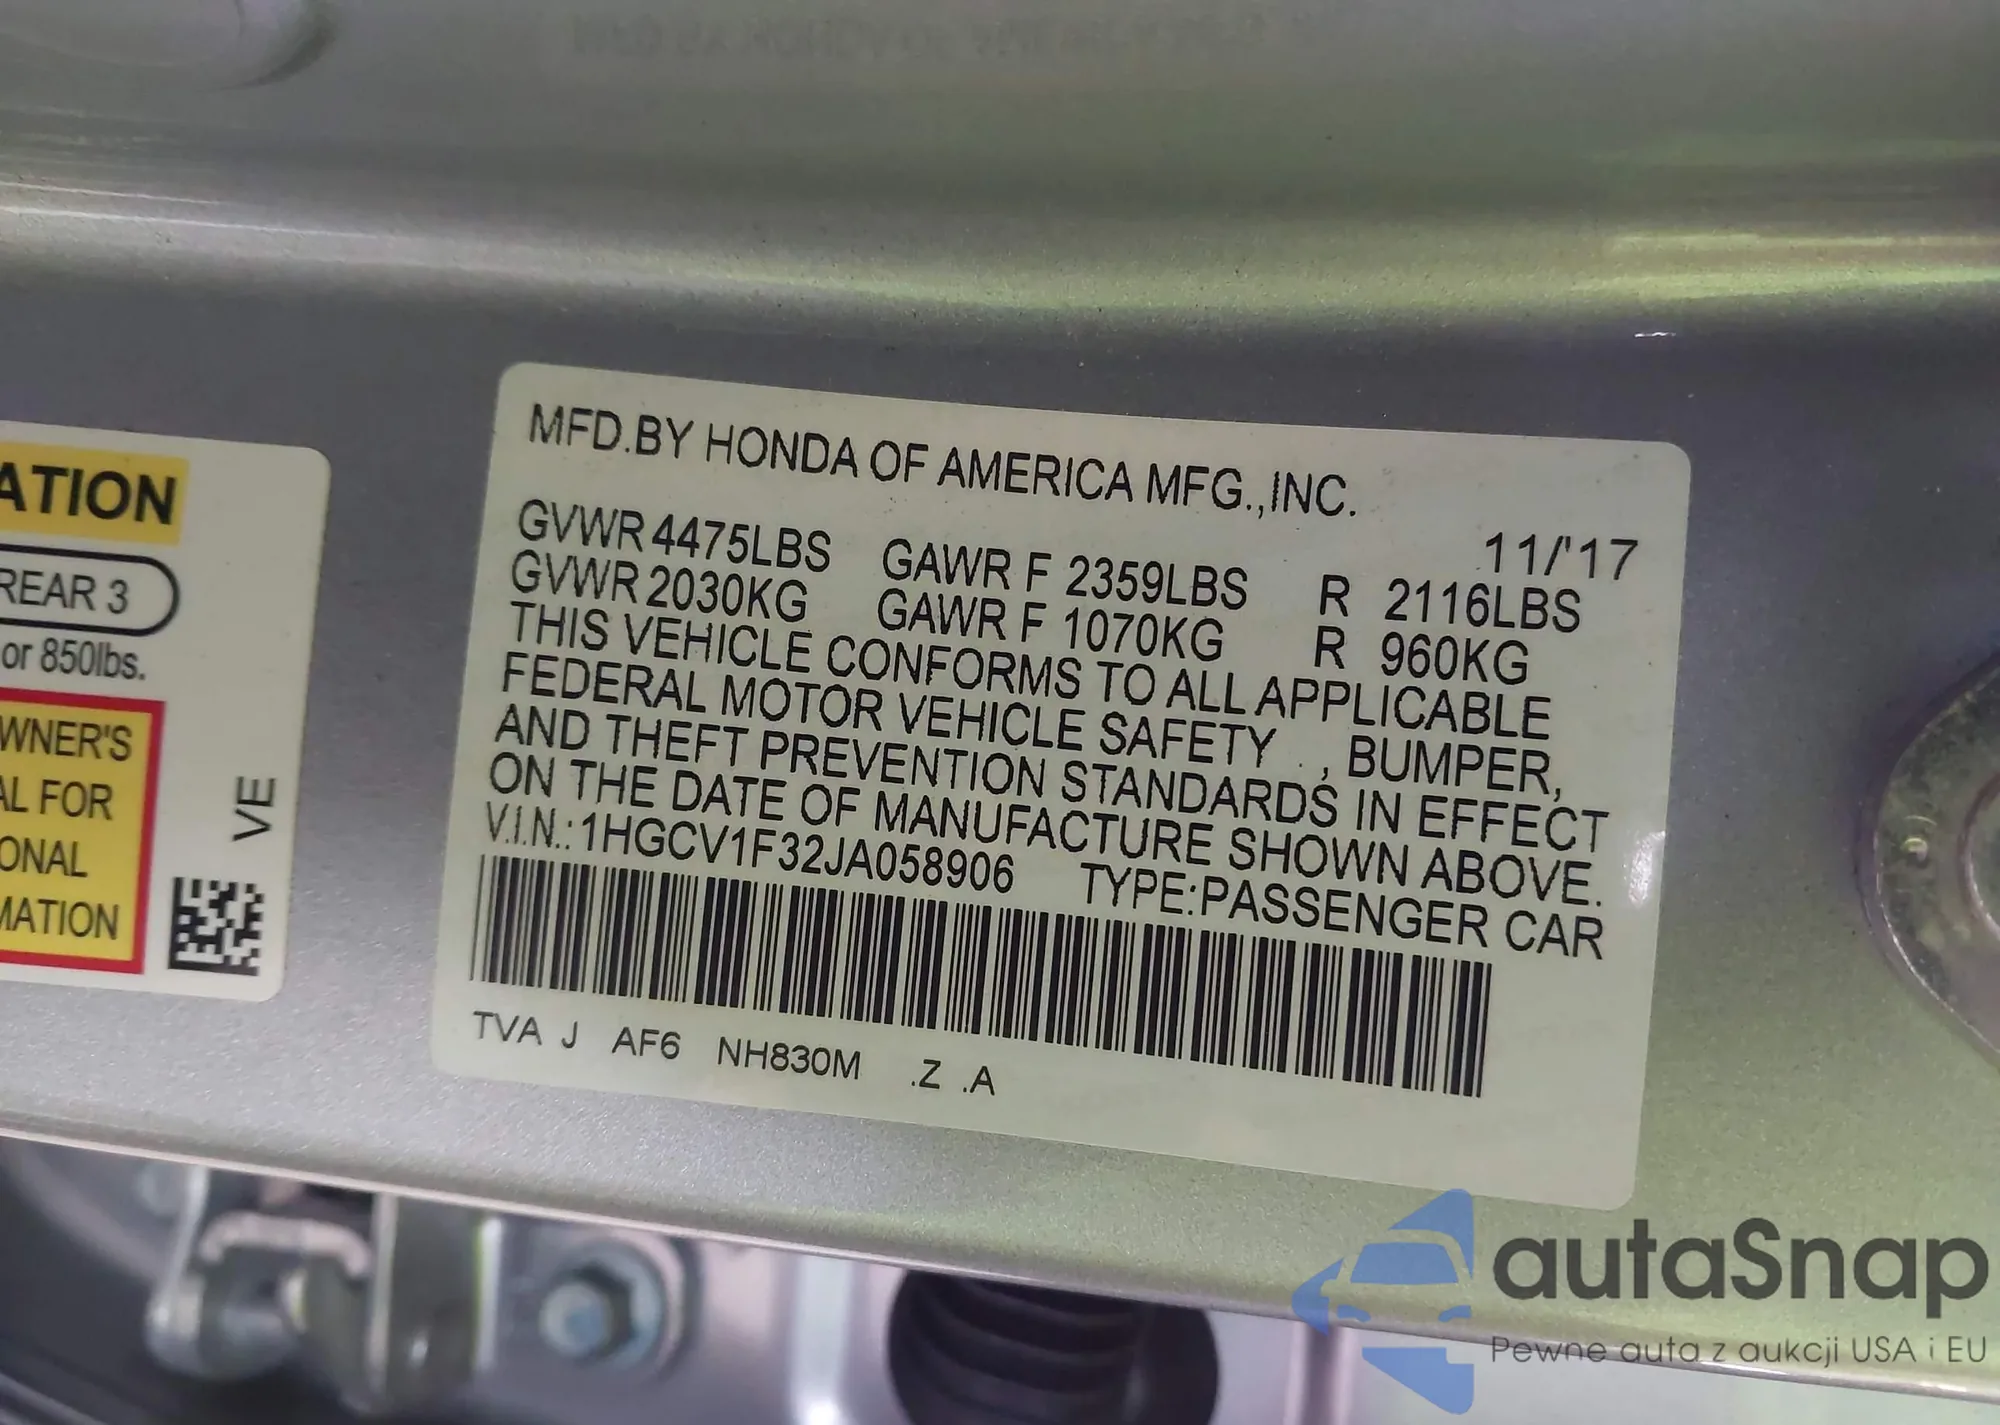 ATION
REAR 3
or 850lbs.
WNER'S
AL FOR
ONAL
MATION
VE
MFD.BY HONDA OF AMERICA MFG.,INC.
11/'17
GVWR 4475LBS GAWR F 2359LBS R 2116LBS
GVWR 2030KG GAWR F 1070KG R 960KG
THIS VEHICLE CONFORMS TO ALL APPLICABLE
FEDERAL MOTOR VEHICLE SAFETY , BUMPER,
AND THEFT PREVENTION STANDARDS IN EFFECT
ON THE DATE OF MANUFACTURE SHOWN ABOVE.
V.I.N.: 1HGCV1F32JA058906 TYPE:PASSENGER CAR
TVA J AF6 NH830M .Z .A
autaSnap
Pewne auta z aukcji USA i EU